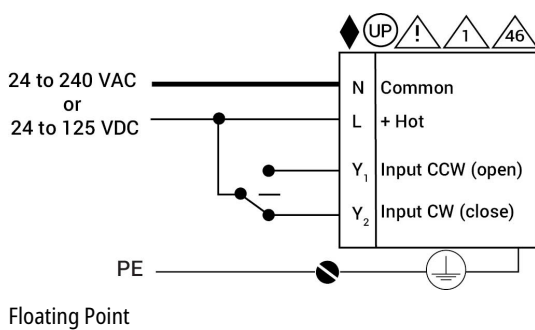 UP ! 1 46
24 to 240 VAC
or
24 to 125 VDC
N Common
L + Hot
Y1 Input CCW (open)
Y2 Input CW (close)
PE
Floating Point